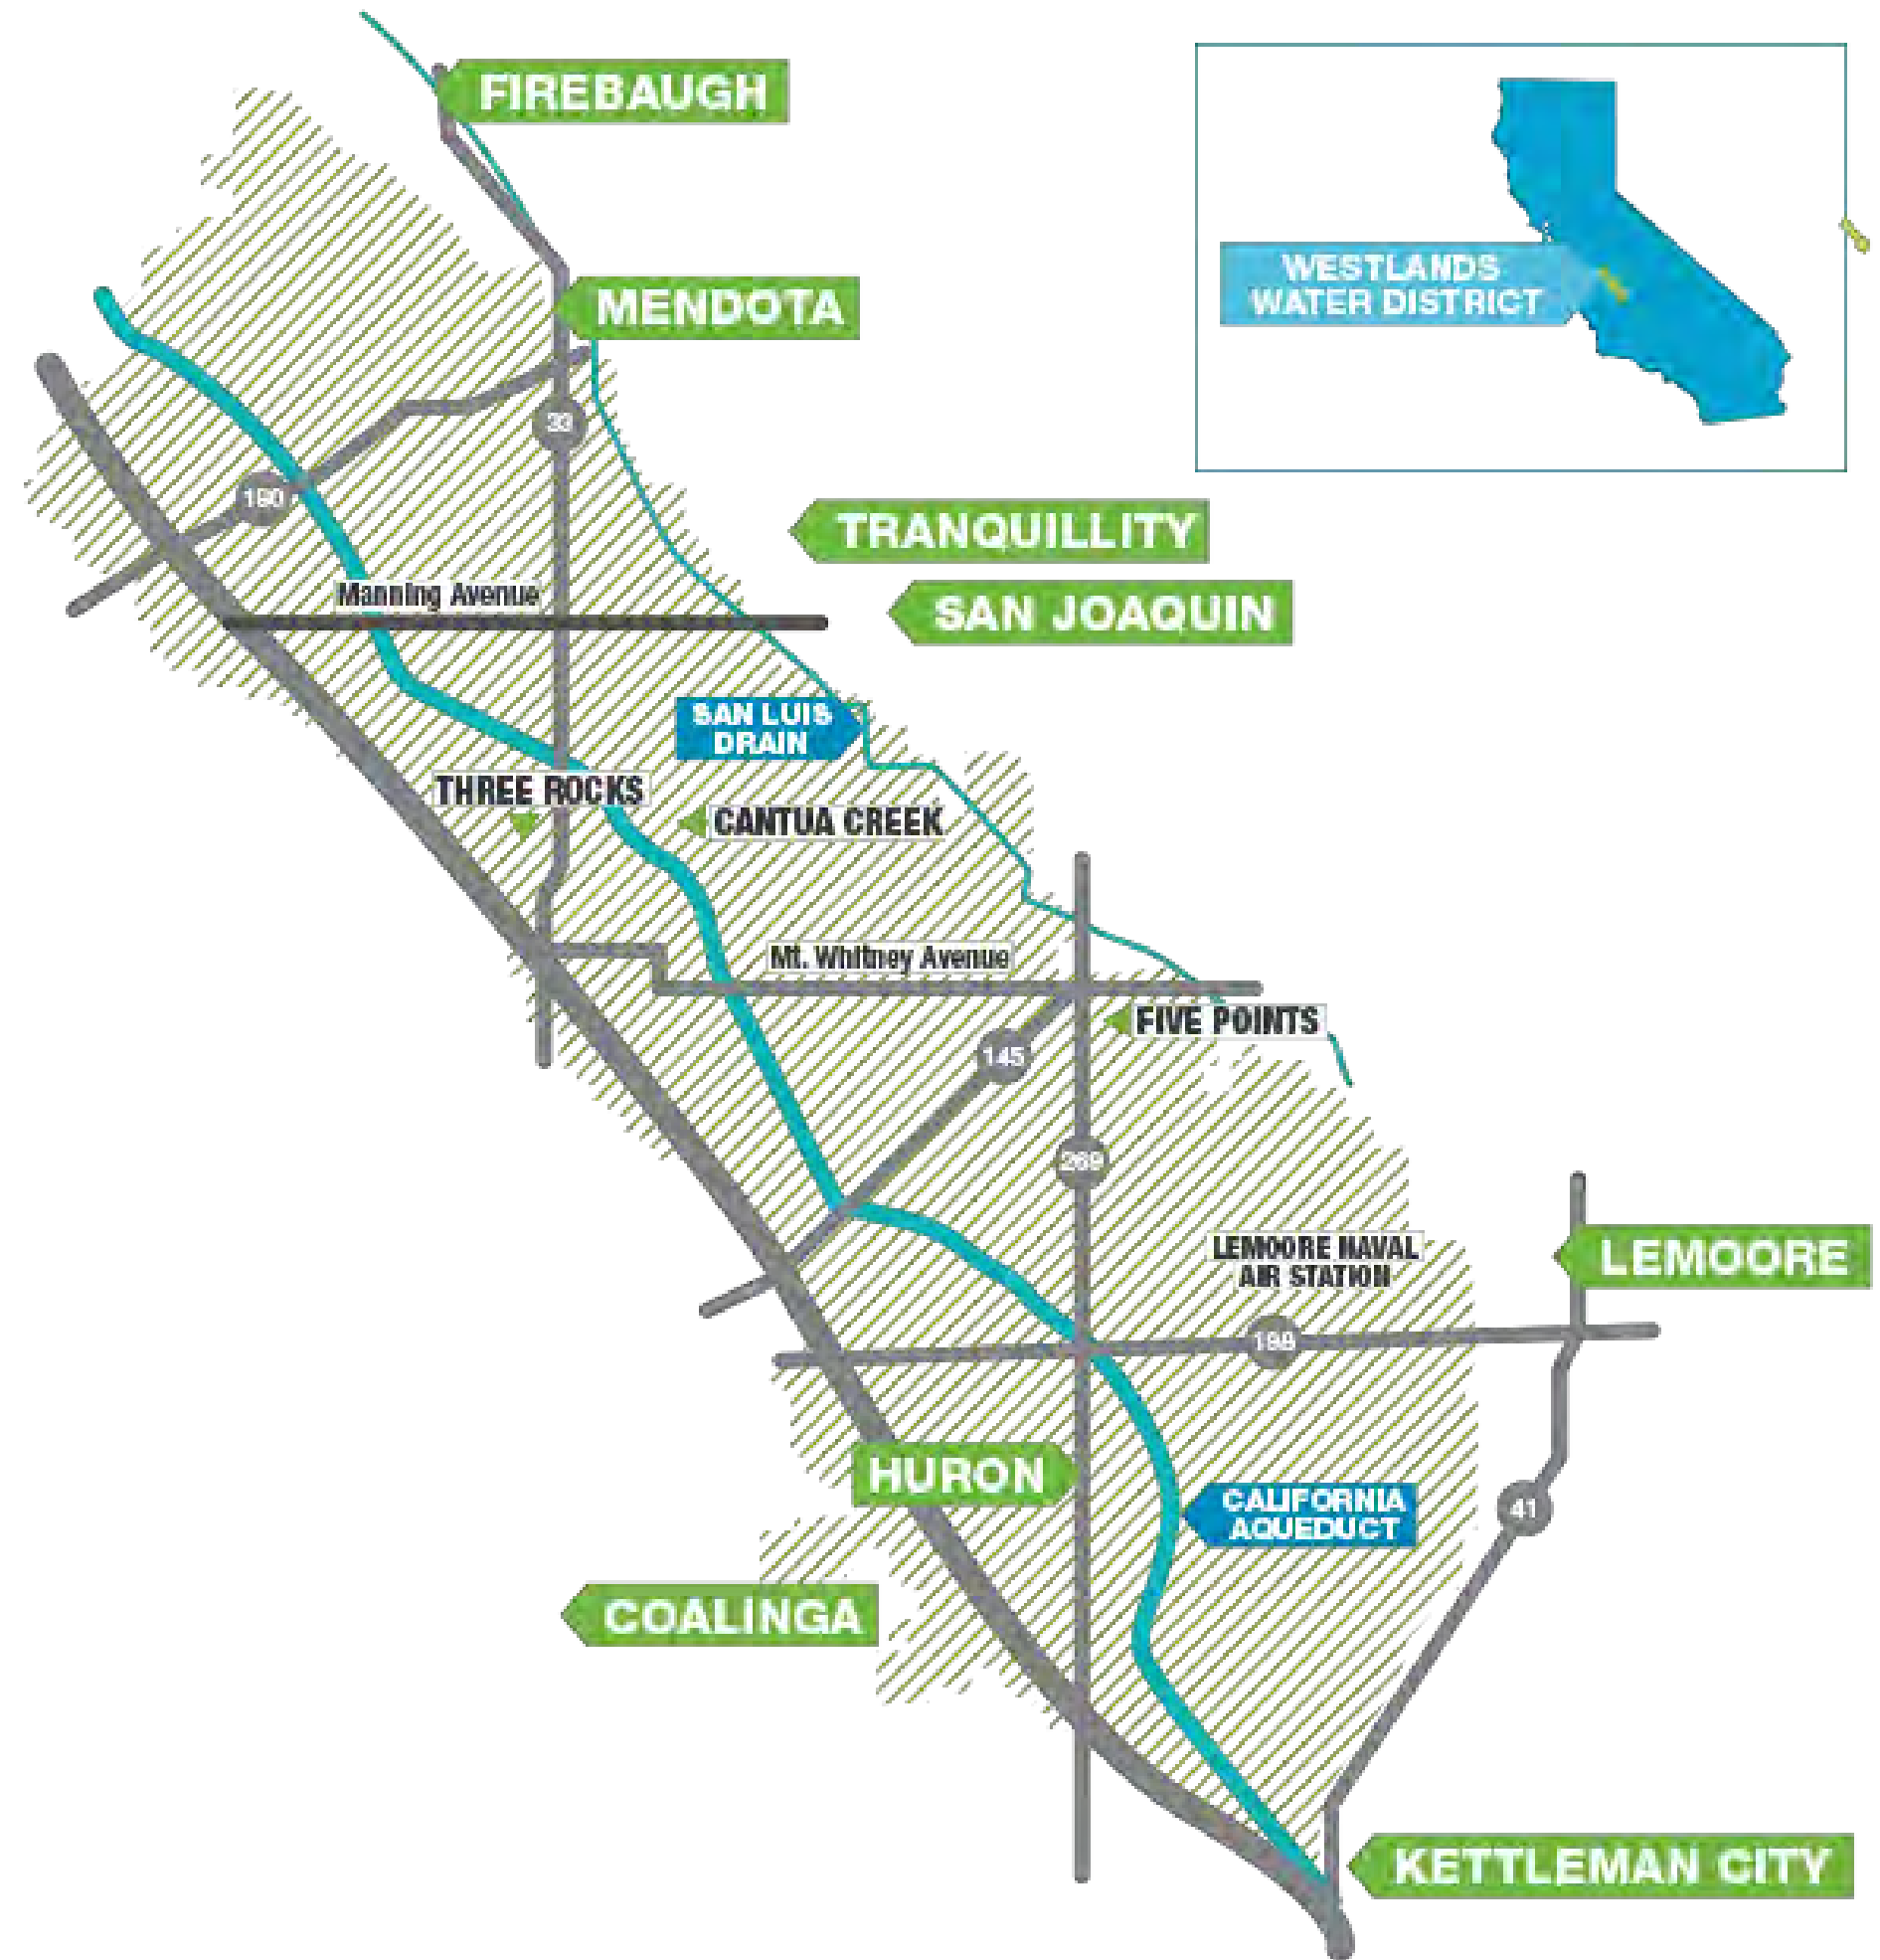 FIREBAUGH
WESTLANDS
WATER DISTRICT
MENDOTA
33
180
TRANQUILLITY
Manning Avenue
SAN JOAQUIN
SAN LUIS
DRAIN
THREE ROCKS
CANTUA CREEK
Mt. Whitney Avenue
FIVE POINTS
145
269
LEMOORE NAVAL
AIR STATION
LEMOORE
198
HURON
CALIFORNIA
AQUEDUCT
41
COALINGA
KETTLEMAN CITY